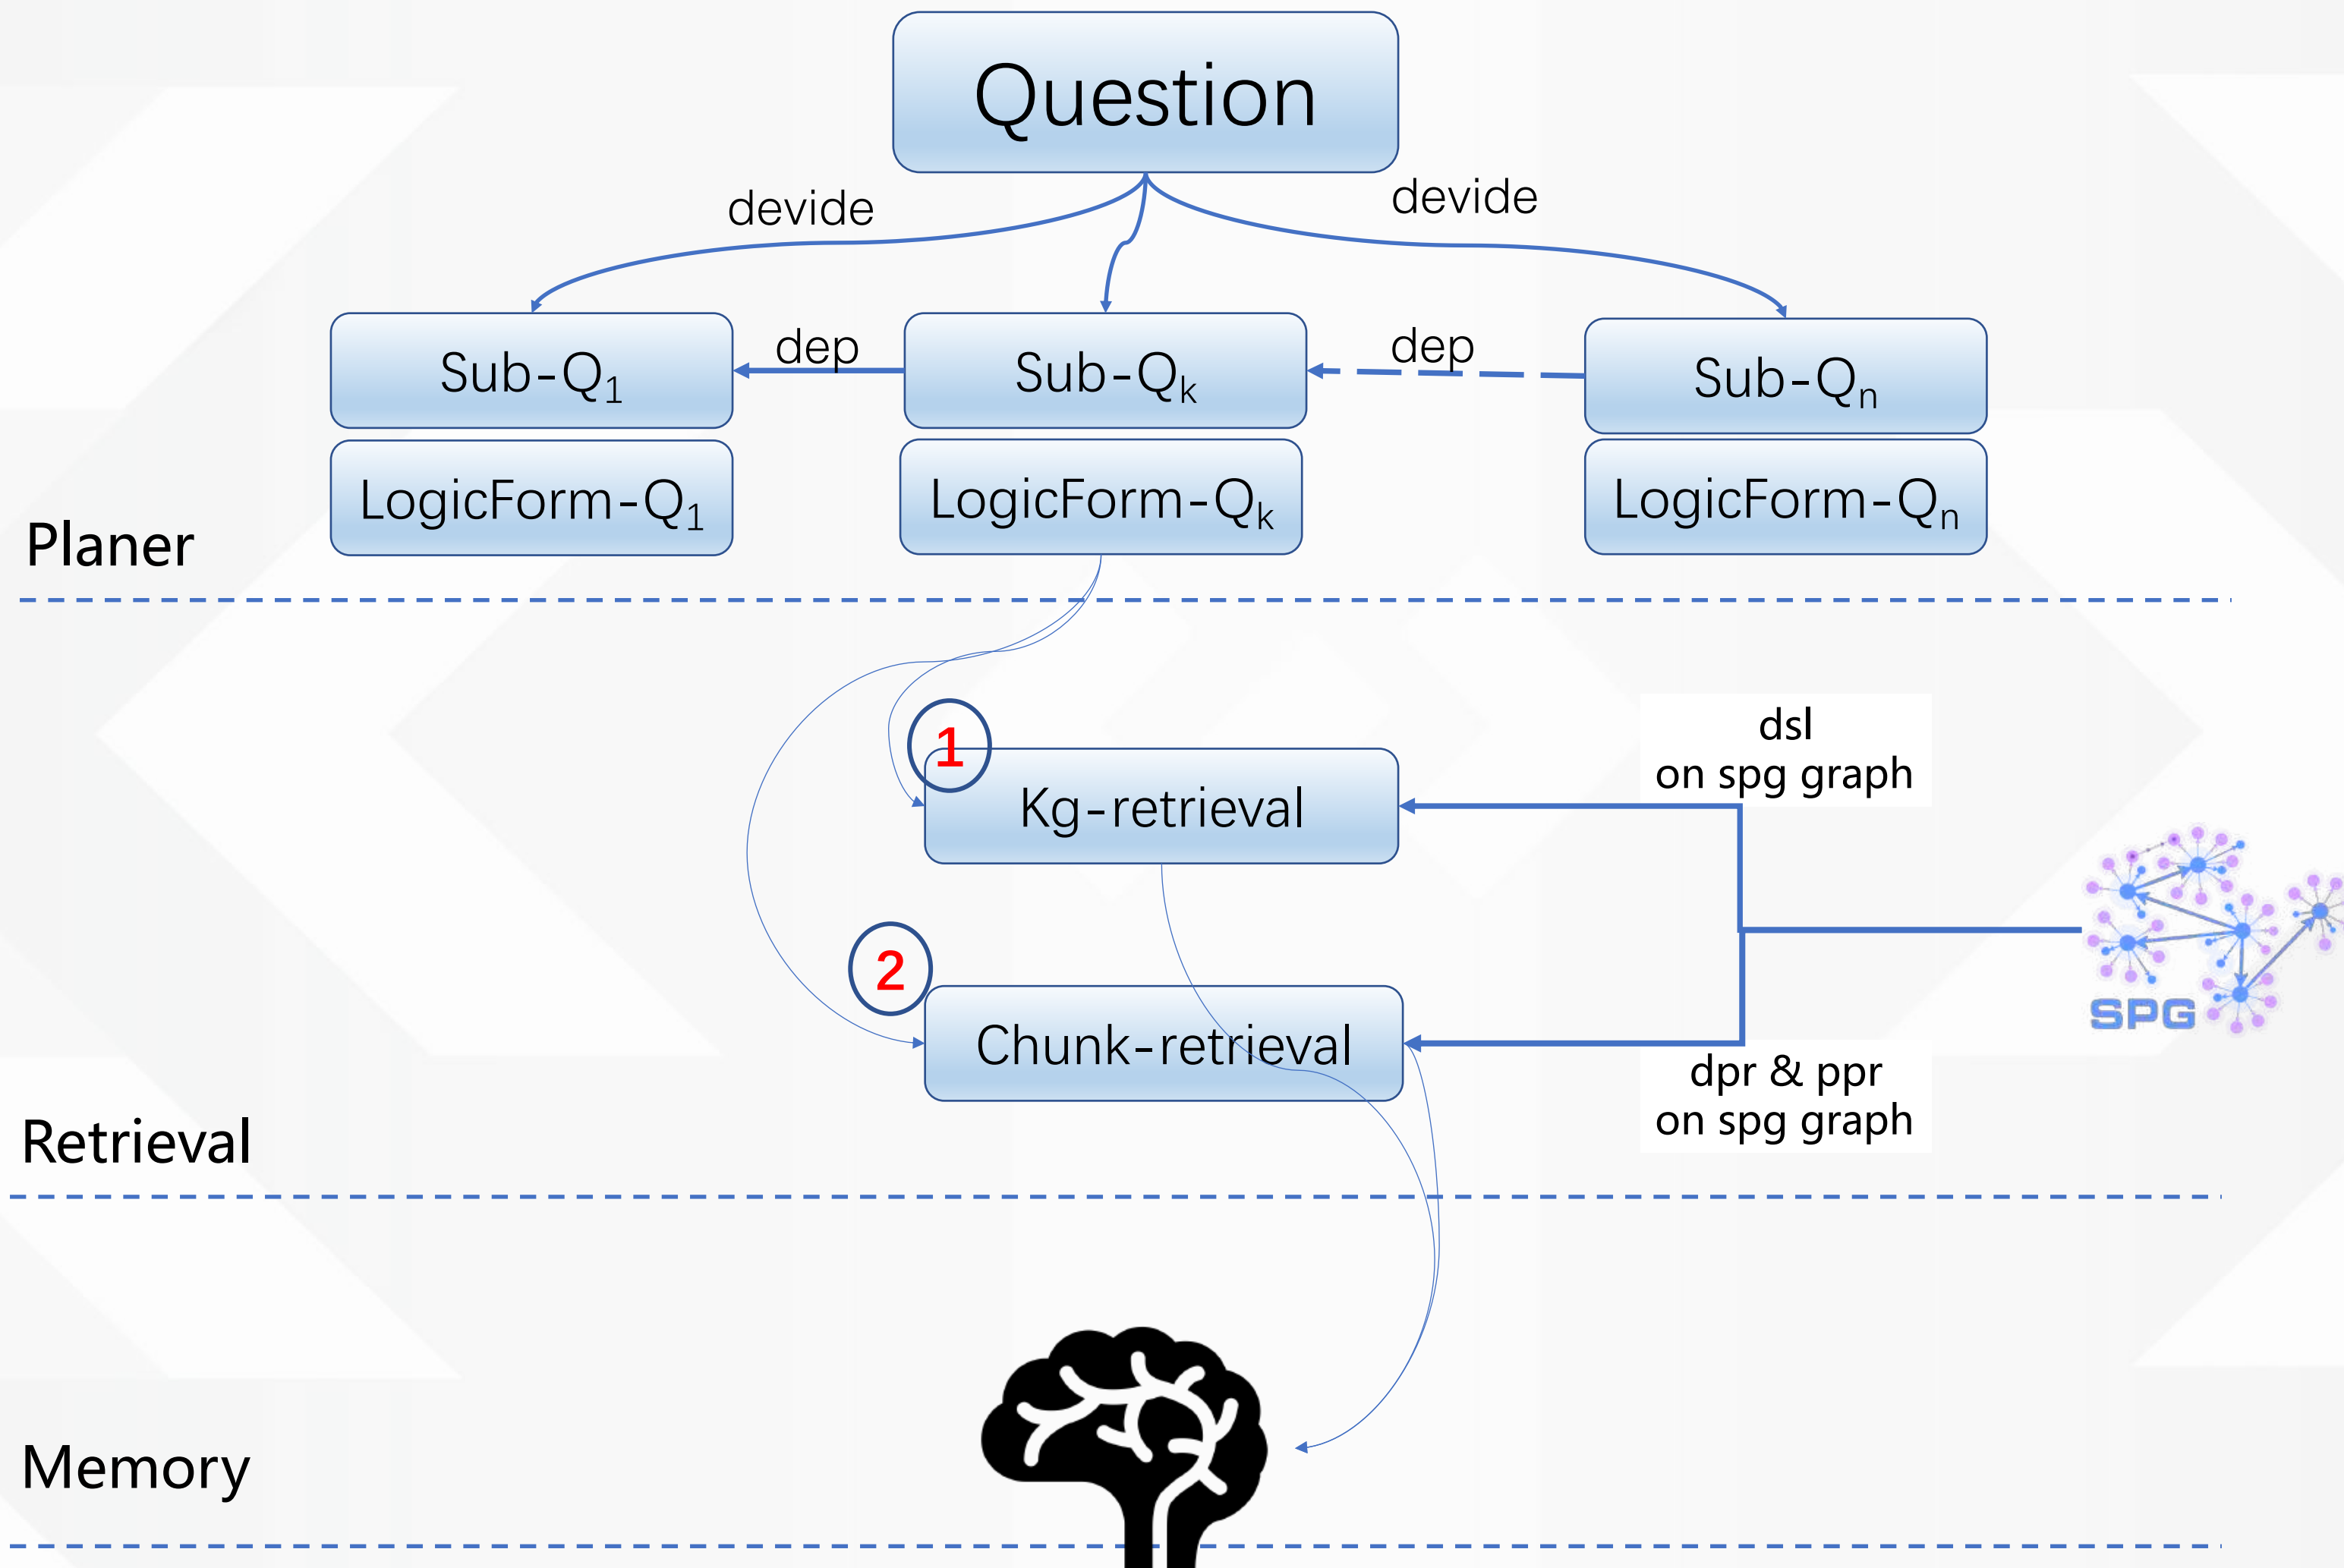 Question
devide
devide
Sub-Q1
dep
Sub-Qk
dep
Sub-Qn
LogicForm-Q1
LogicForm-Qk
LogicForm-Qn
Planer
1
Kg-retrieval
dsl
on spg graph
SPG
2
Chunk-retrieval
dpr & ppr
on spg graph
Retrieval
Memory